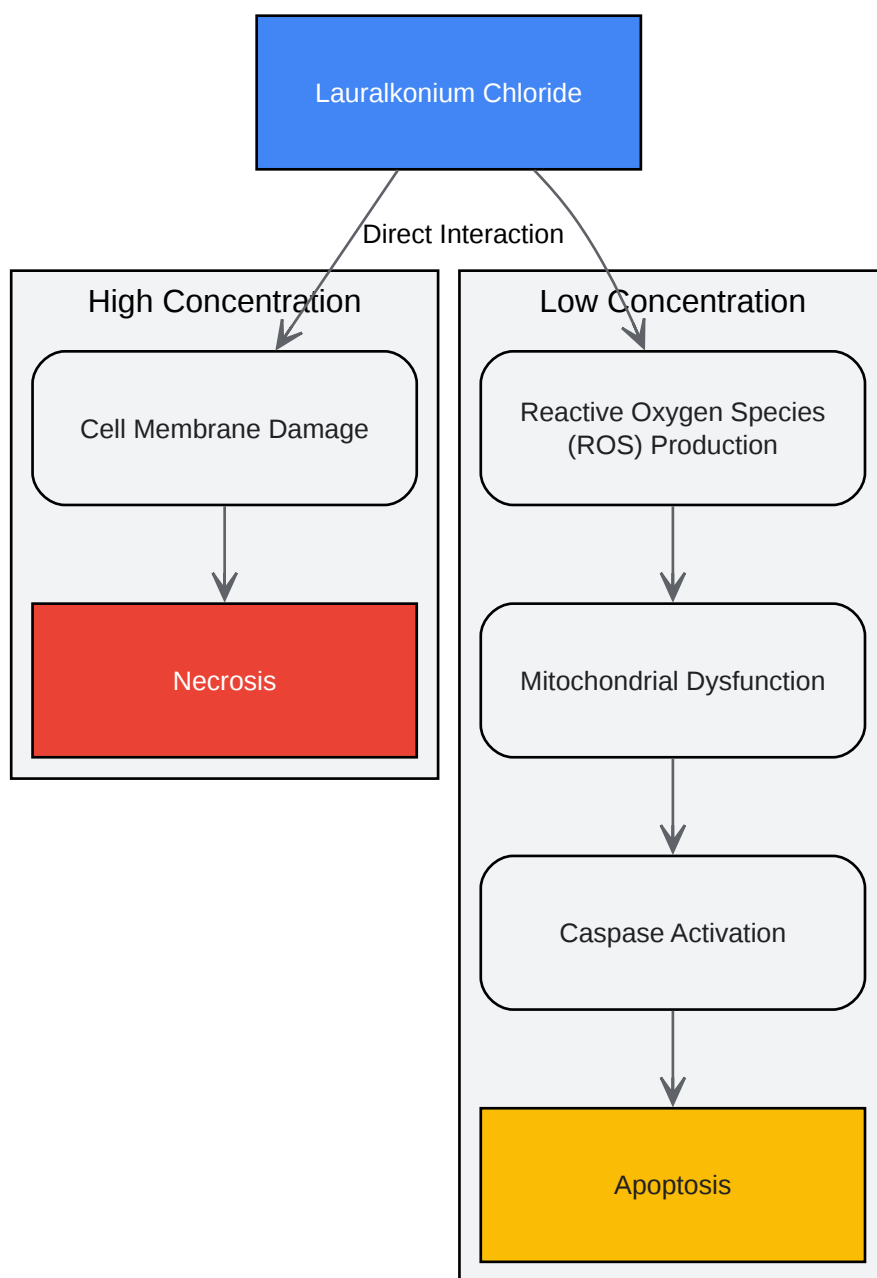 Lauralkonium Chloride
Direct Interaction
High Concentration
Cell Membrane Damage
Necrosis
Low Concentration
Reactive Oxygen Species
(ROS) Production
Mitochondrial Dysfunction
Caspase Activation
Apoptosis